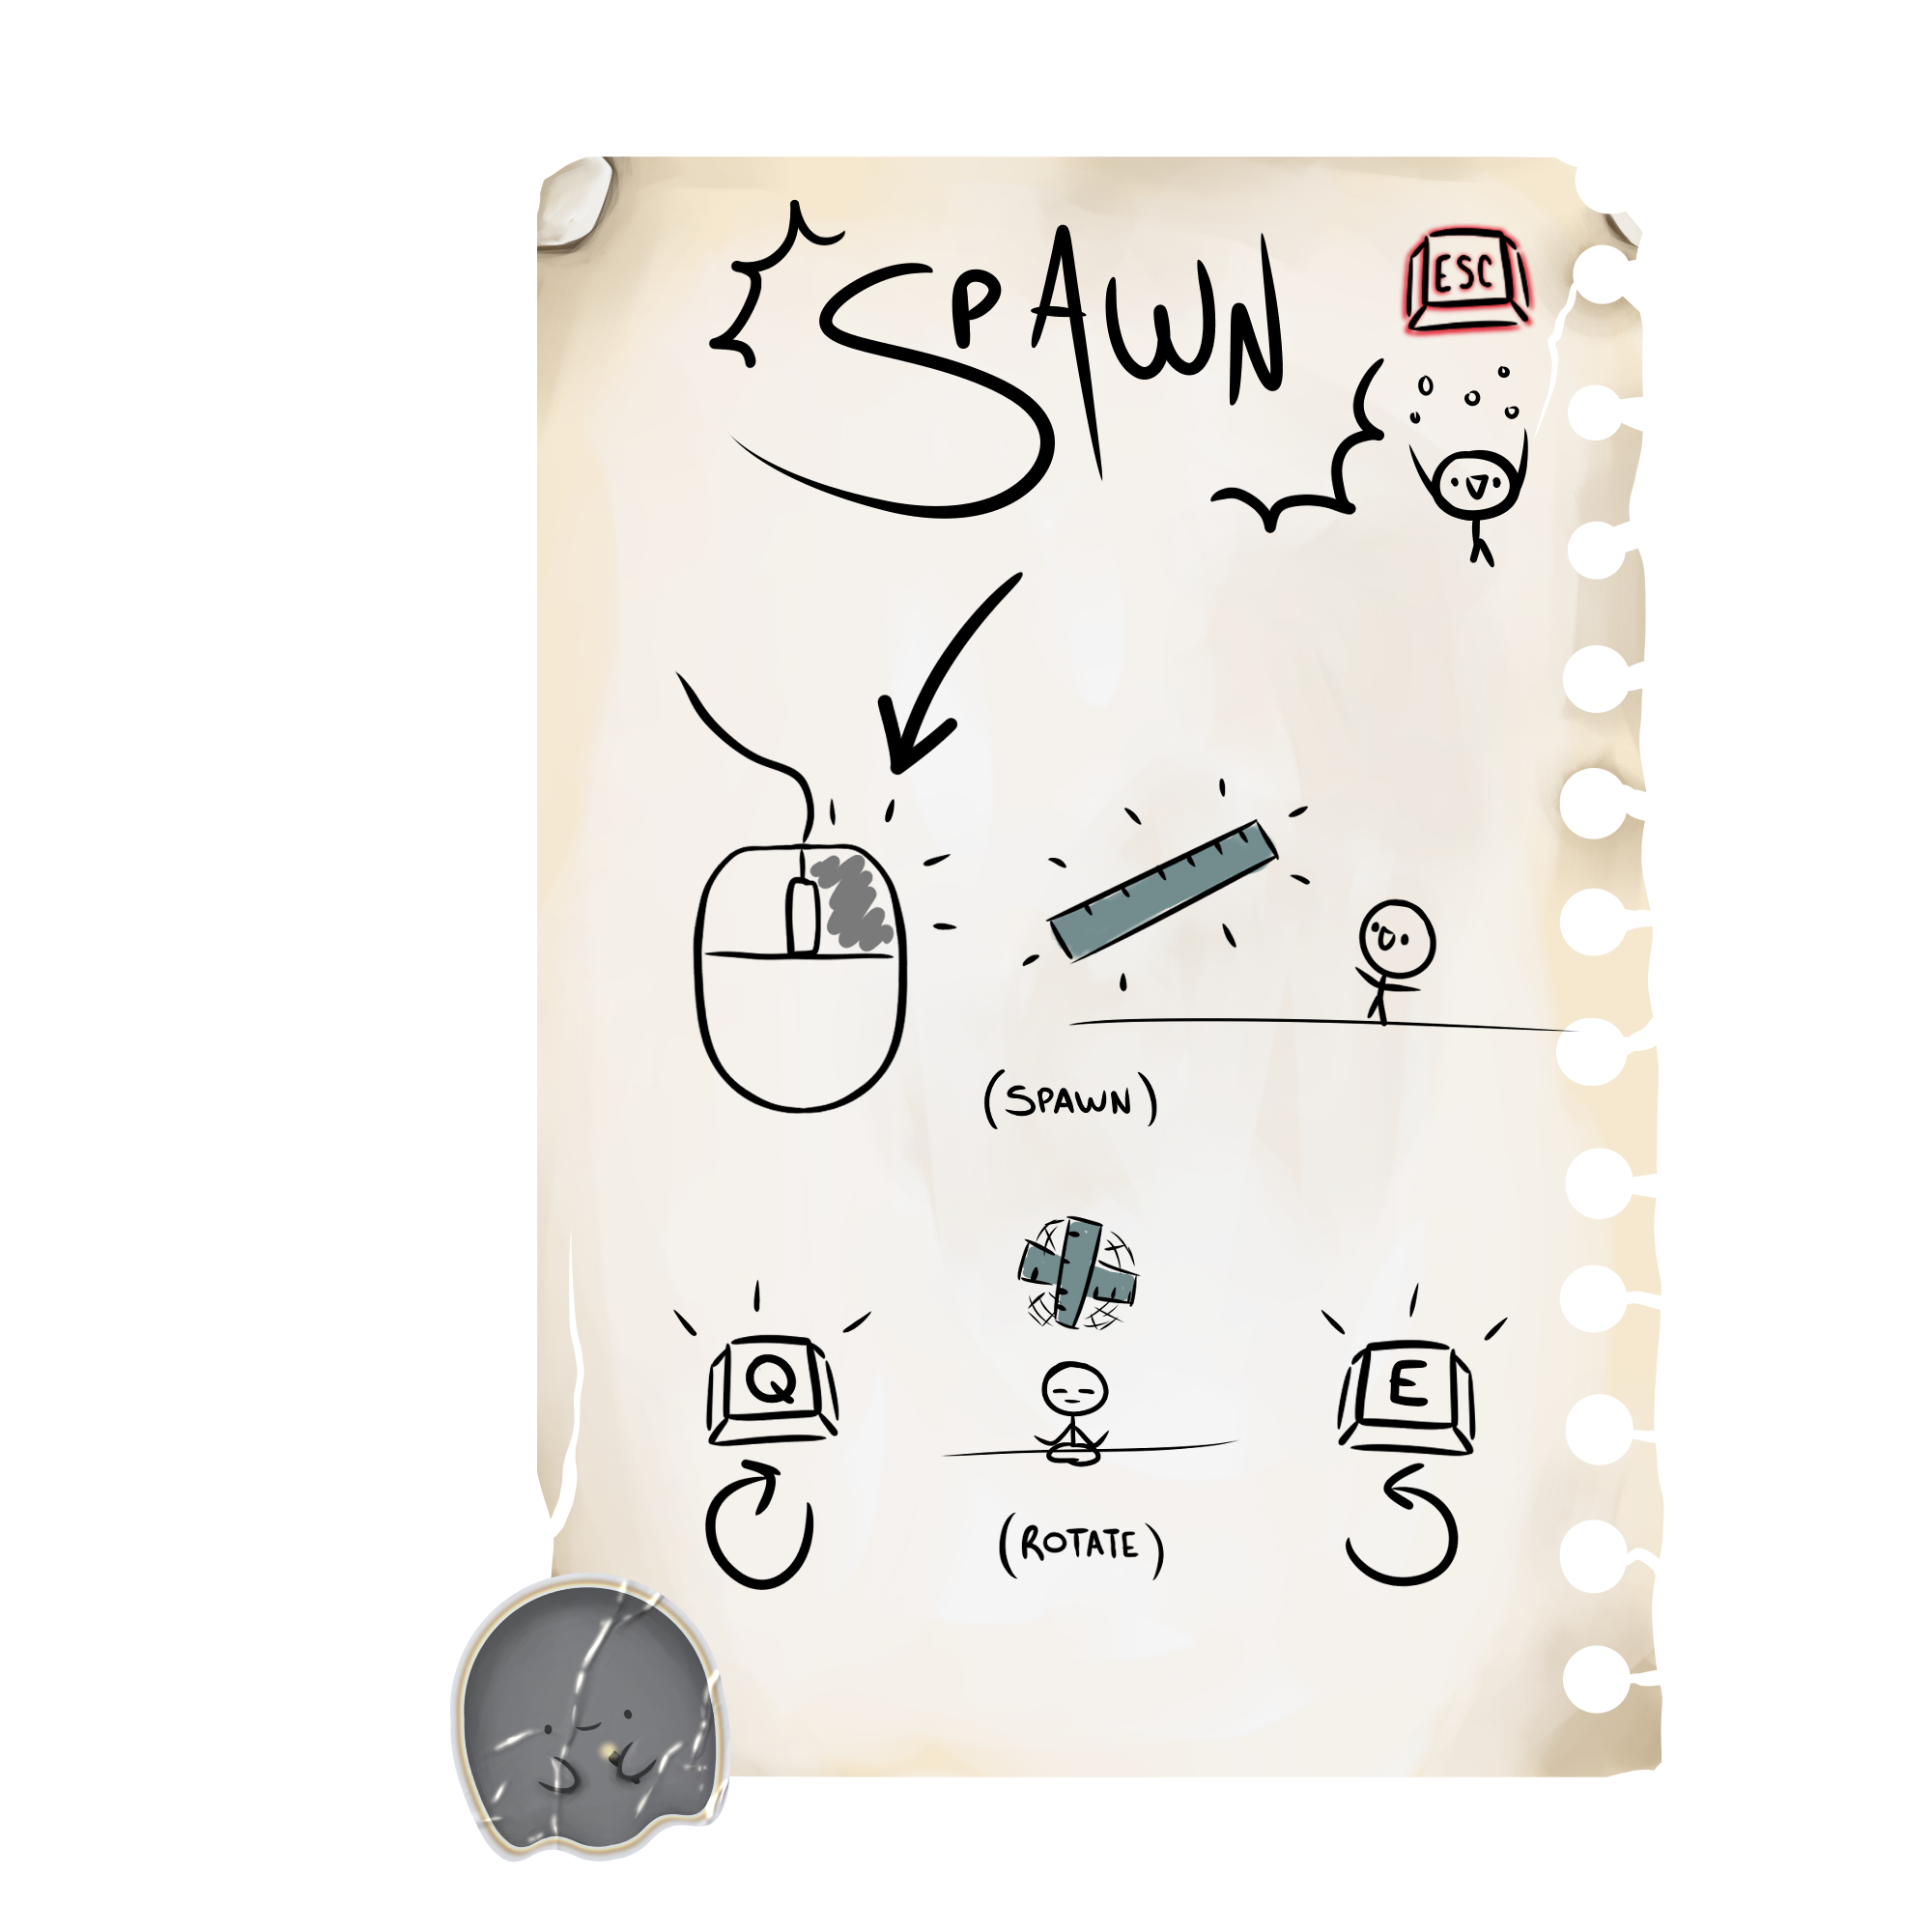 SPAWN
ESC
(SPAWN)
Q
E
(ROTATE)